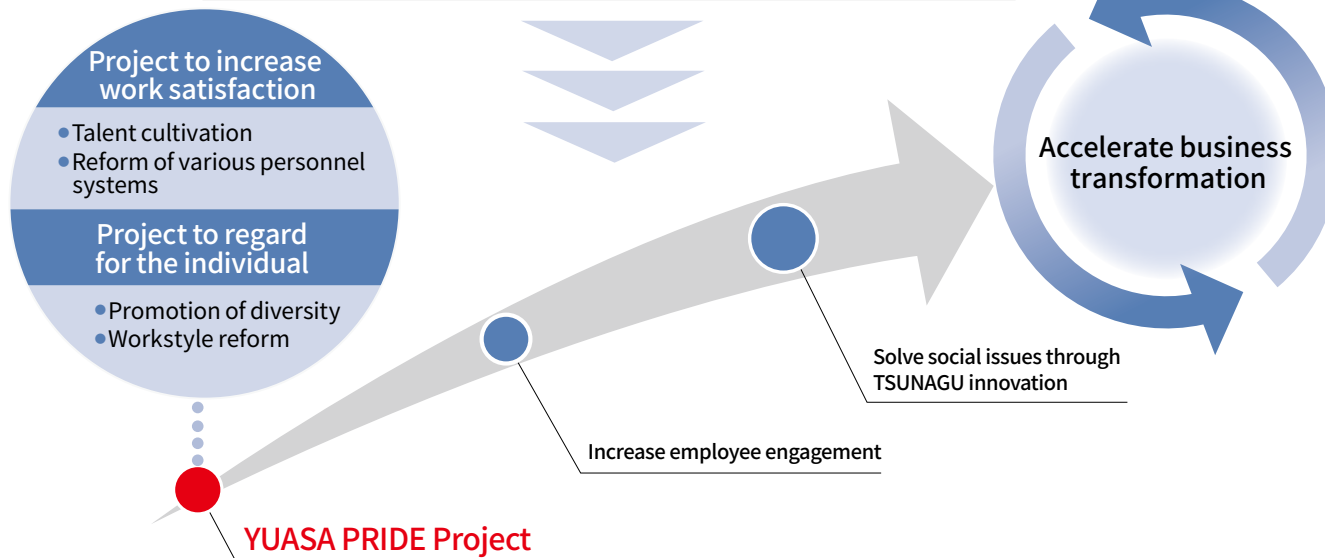 Project to increase
work satisfaction
●Talent cultivation
●Reform of various personnel
systems
Project to regard
for the individual
●Promotion of diversity
●Workstyle reform
Accelerate business
transformation
Solve social issues through
TSUNAGU innovation
Increase employee engagement
YUASA PRIDE Project